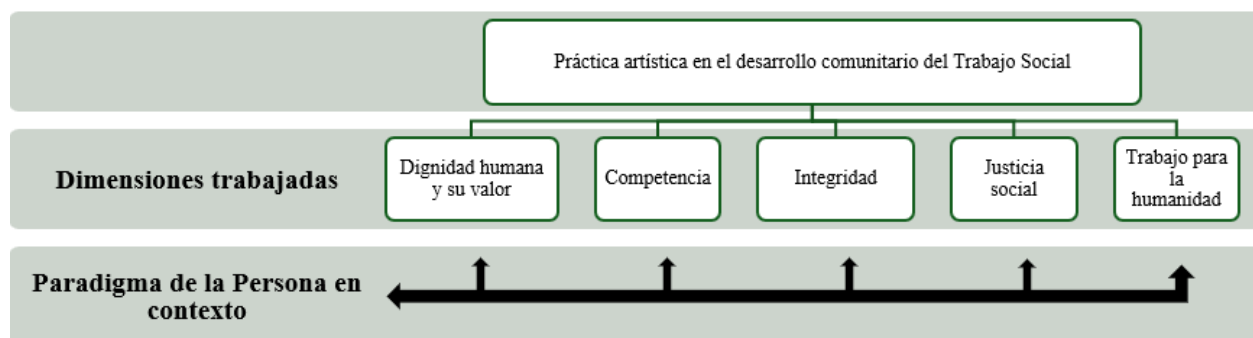 Práctica artística en el desarrollo comunitario del Trabajo Social
Dimensiones trabajadas
Dignidad humana
y su valor
Competencia
Integridad
Justicia
social
Trabajo para
la
humanidad
Paradigma de la Persona en
contexto